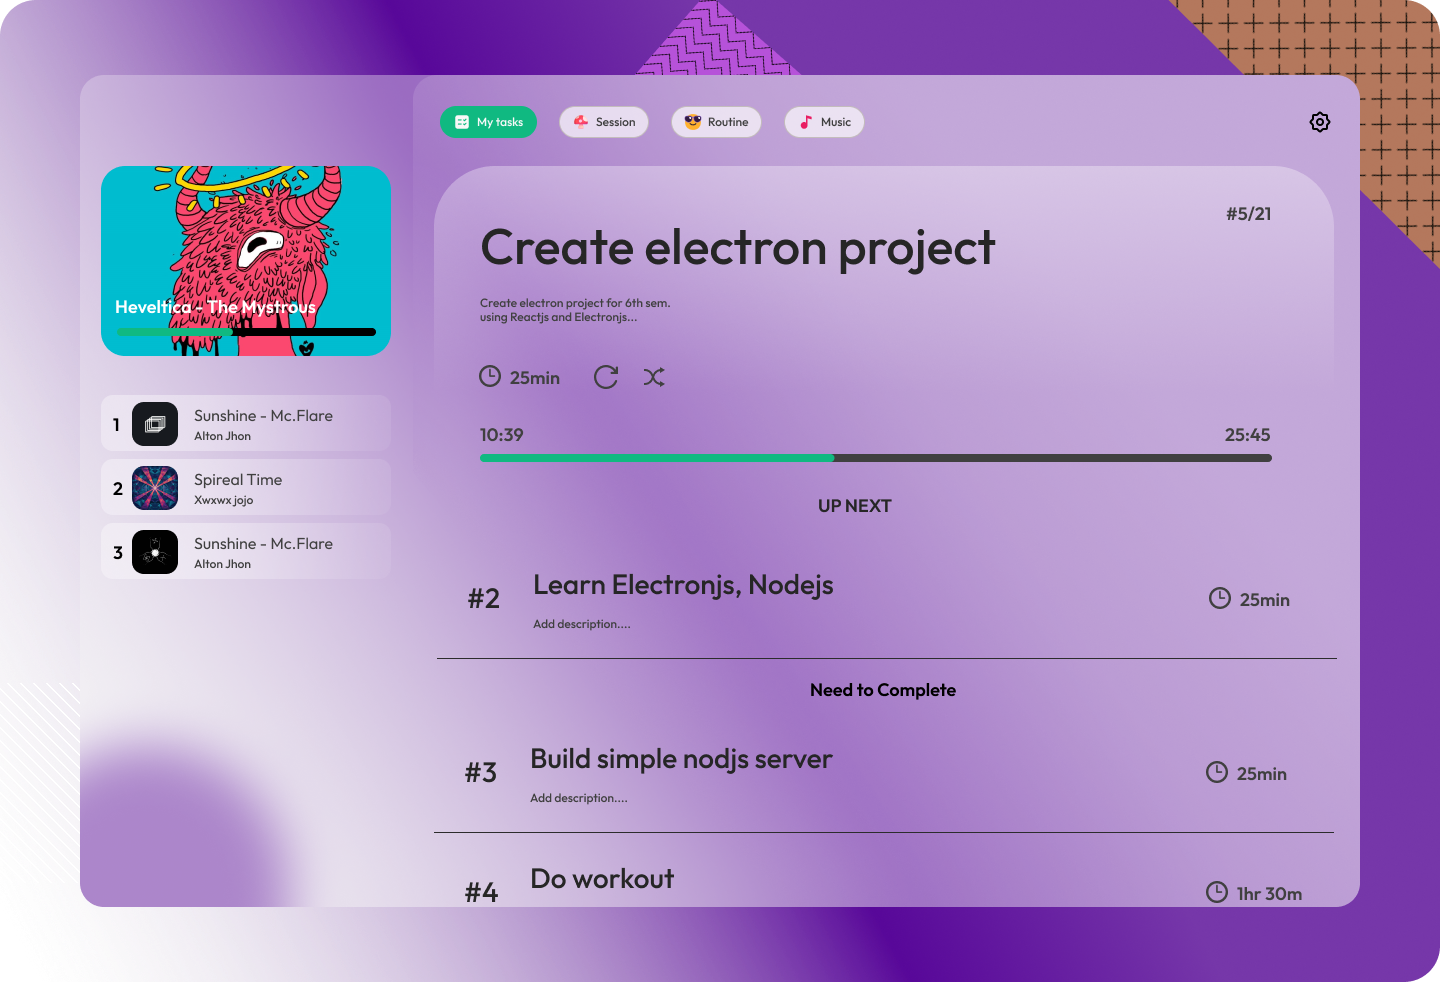 My tasks
Session
Routine
Music
Heveltica - The Mystrous
1
Sunshine - Mc.Flare
Alton Jhon
2
Spireal Time
Xwxwx jojo
3
Sunshine - Mc.Flare
Alton Jhon
#5/21
Create electron project
Create electron project for 6th sem.
using Reactjs and Electronjs...
25min
10:39
25:45
UP NEXT
#2
Learn Electronjs, Nodejs
Add description....
25min
Need to Complete
#3
Build simple nodjs server
Add description....
25min
#4
Do workout
1hr 30m